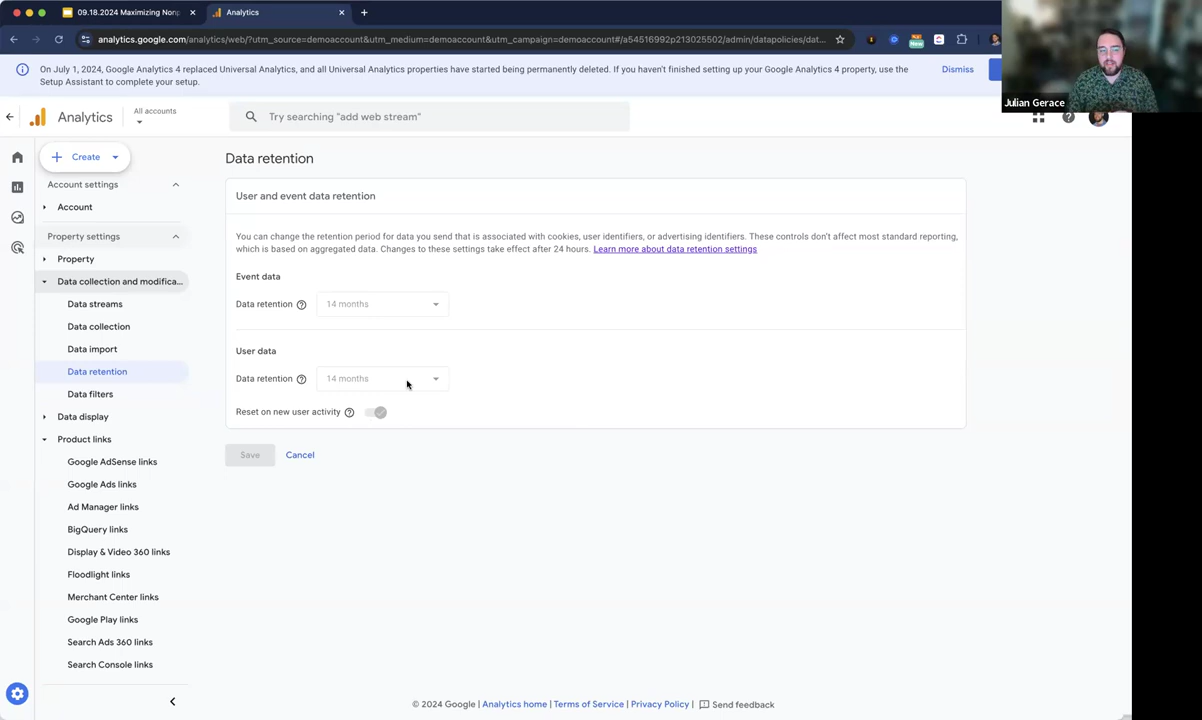 09.18.2024 Maximizing Nonp
Analytics
analytics.google.com/analytics/web/?utm_source=demoaccount&utm_medium=demoaccount&utm_campaign=demoaccount#/a54516992p213025502/admin/datapolicies/dat...
New
On July 1, 2024, Google Analytics 4 replaced Universal Analytics, and all Universal Analytics properties have started being permanently deleted. If you haven't finished setting up your Google Analytics 4 property, use the
Setup Assistant to complete your setup.
Dismiss
Julian Gerace
Analytics
All accounts
Try searching "add web stream"
Create
Account settings
Account
Property settings
Property
Data collection and modifica...
Data streams
Data collection
Data import
Data retention
Data filters
Data display
Product links
Google AdSense links
Google Ads links
Ad Manager links
BigQuery links
Display & Video 360 links
Floodlight links
Merchant Center links
Google Play links
Search Ads 360 links
Search Console links
Data retention
User and event data retention
You can change the retention period for data you send that is associated with cookies, user identifiers, or advertising identifiers. These controls don't affect most standard reporting,
which is based on aggregated data. Changes to these settings take effect after 24 hours. Learn more about data retention settings
Event data
Data retention 14 months
User data
Data retention 14 months
Reset on new user activity
Save Cancel
© 2024 Google | Analytics home | Terms of Service | Privacy Policy | Send feedback